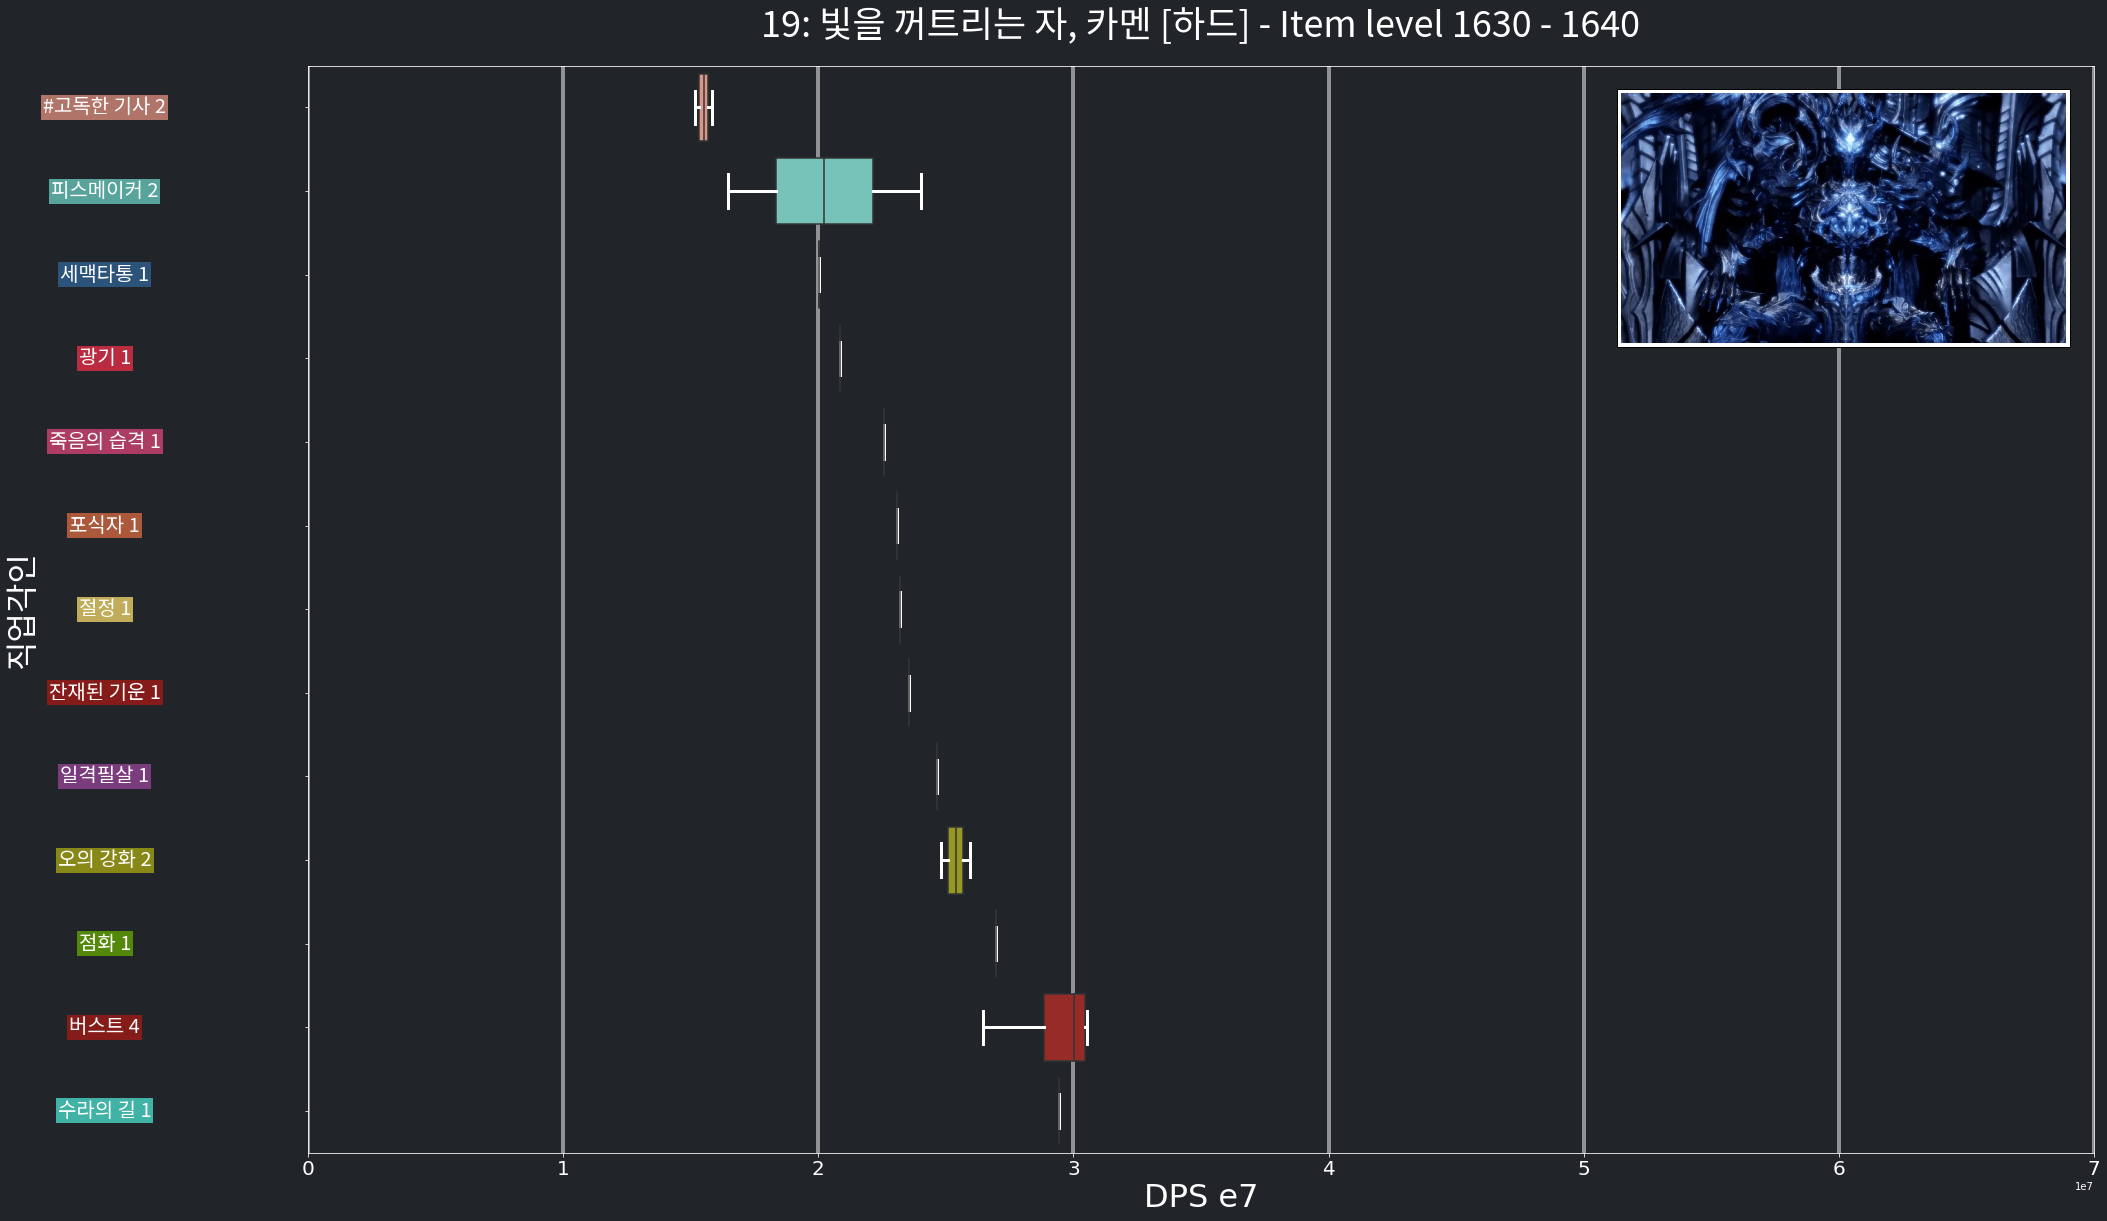 19: 빛을 꺼트리는 자, 카멘 [하드] - Item level 1630 - 1640
#고독한 기사 2
피스메이커 2
세맥타통 1
광기 1
죽음의 습격 1
포식자 1
절정 1
잔재된 기운 1
일격필살 1
오의 강화 2
점화 1
버스트 4
수라의 길 1
직업각인
0 1 2 3 4 5 6 7
1e7
DPS e7